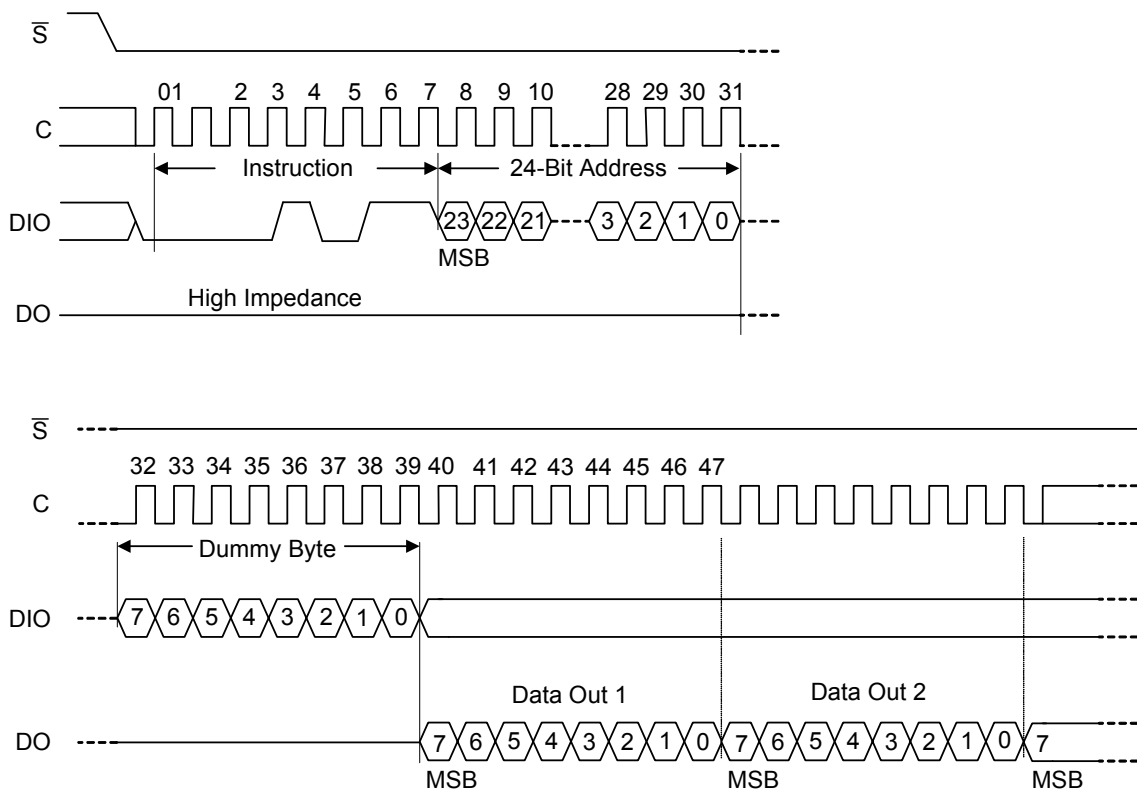 S
01 2 3 4 5 6 7 8 9 10 28 29 30 31
C
Instruction 24-Bit Address
DIO 23 22 21 3 2 1 0
MSB
High Impedance
DO
S
32 33 34 35 36 37 38 39 40 41 42 43 44 45 46 47
C
Dummy Byte
DIO 7 6 5 4 3 2 1 0
Data Out 1 Data Out 2
DO 7 6 5 4 3 2 1 0 7 6 5 4 3 2 1 0 7
MSB MSB MSB